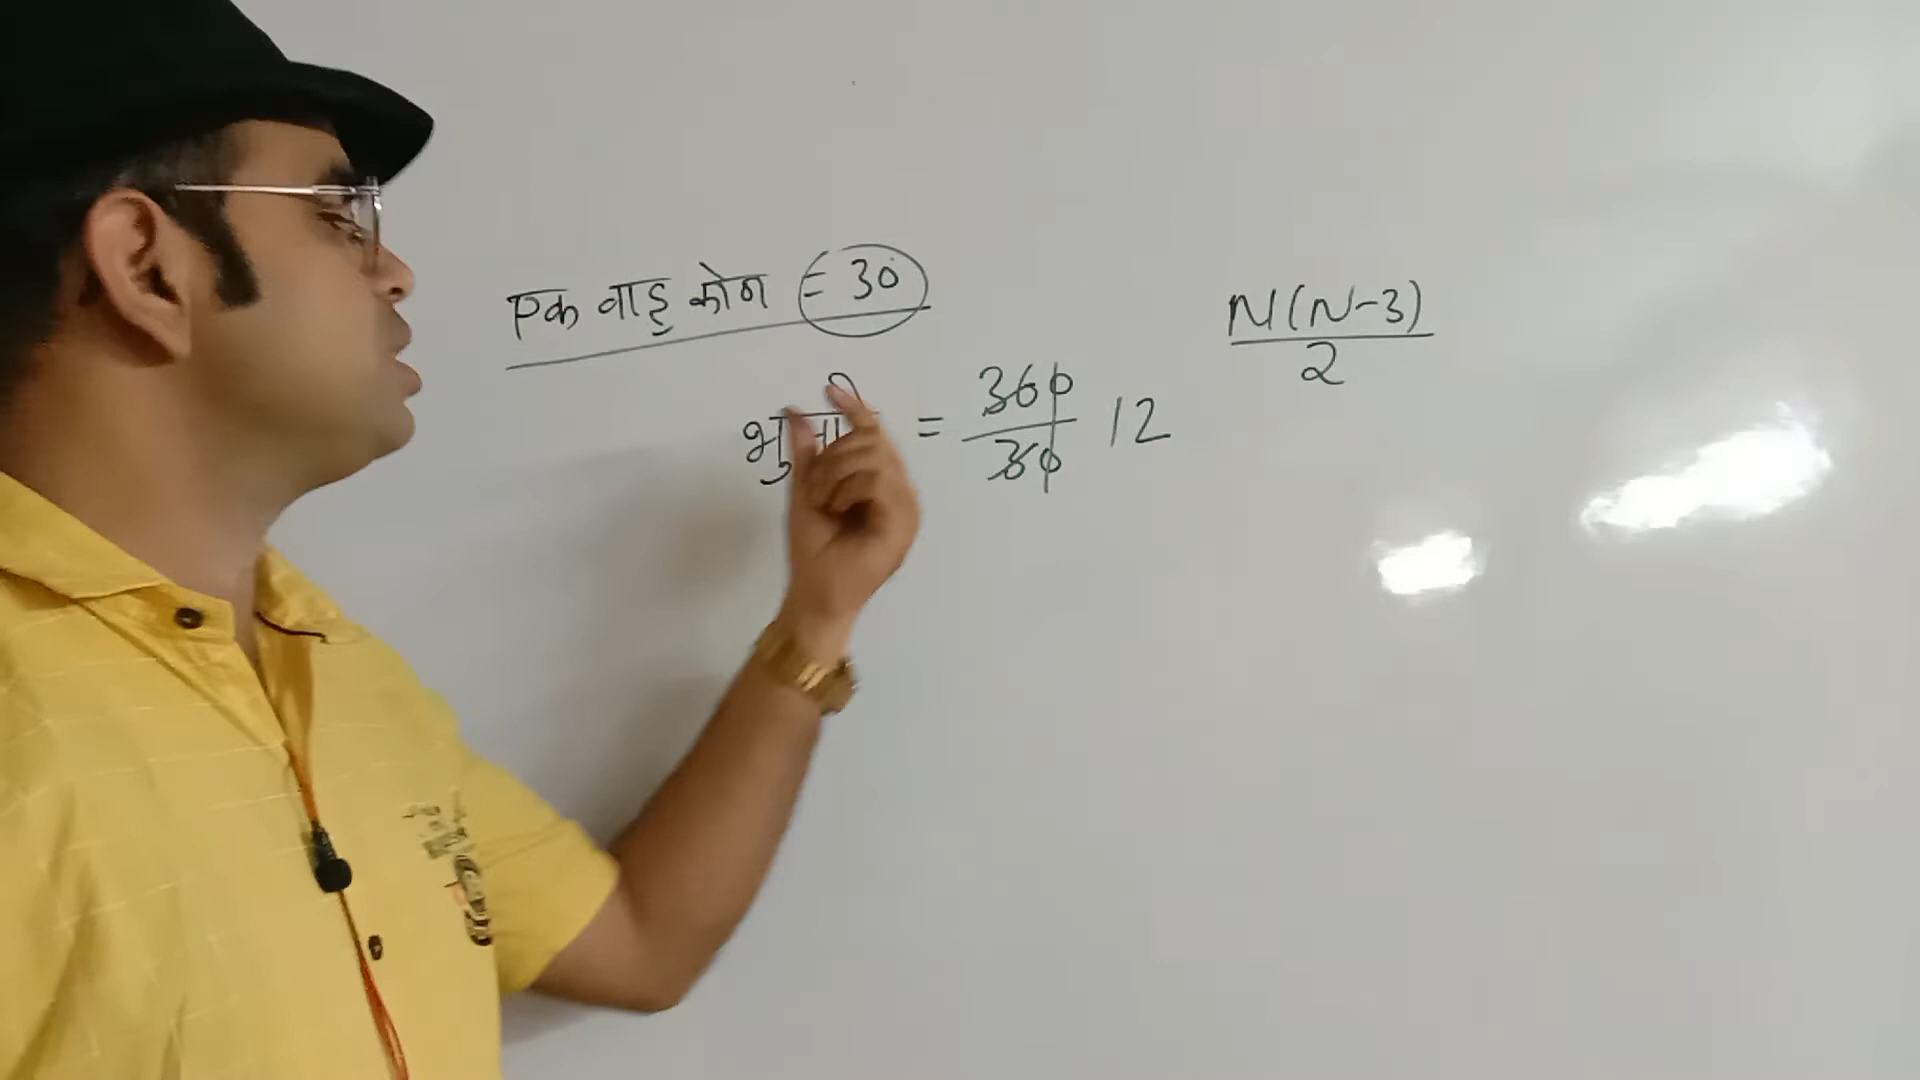 एक वाह कोण = 30
= 360/30 12
N(N-3)/2